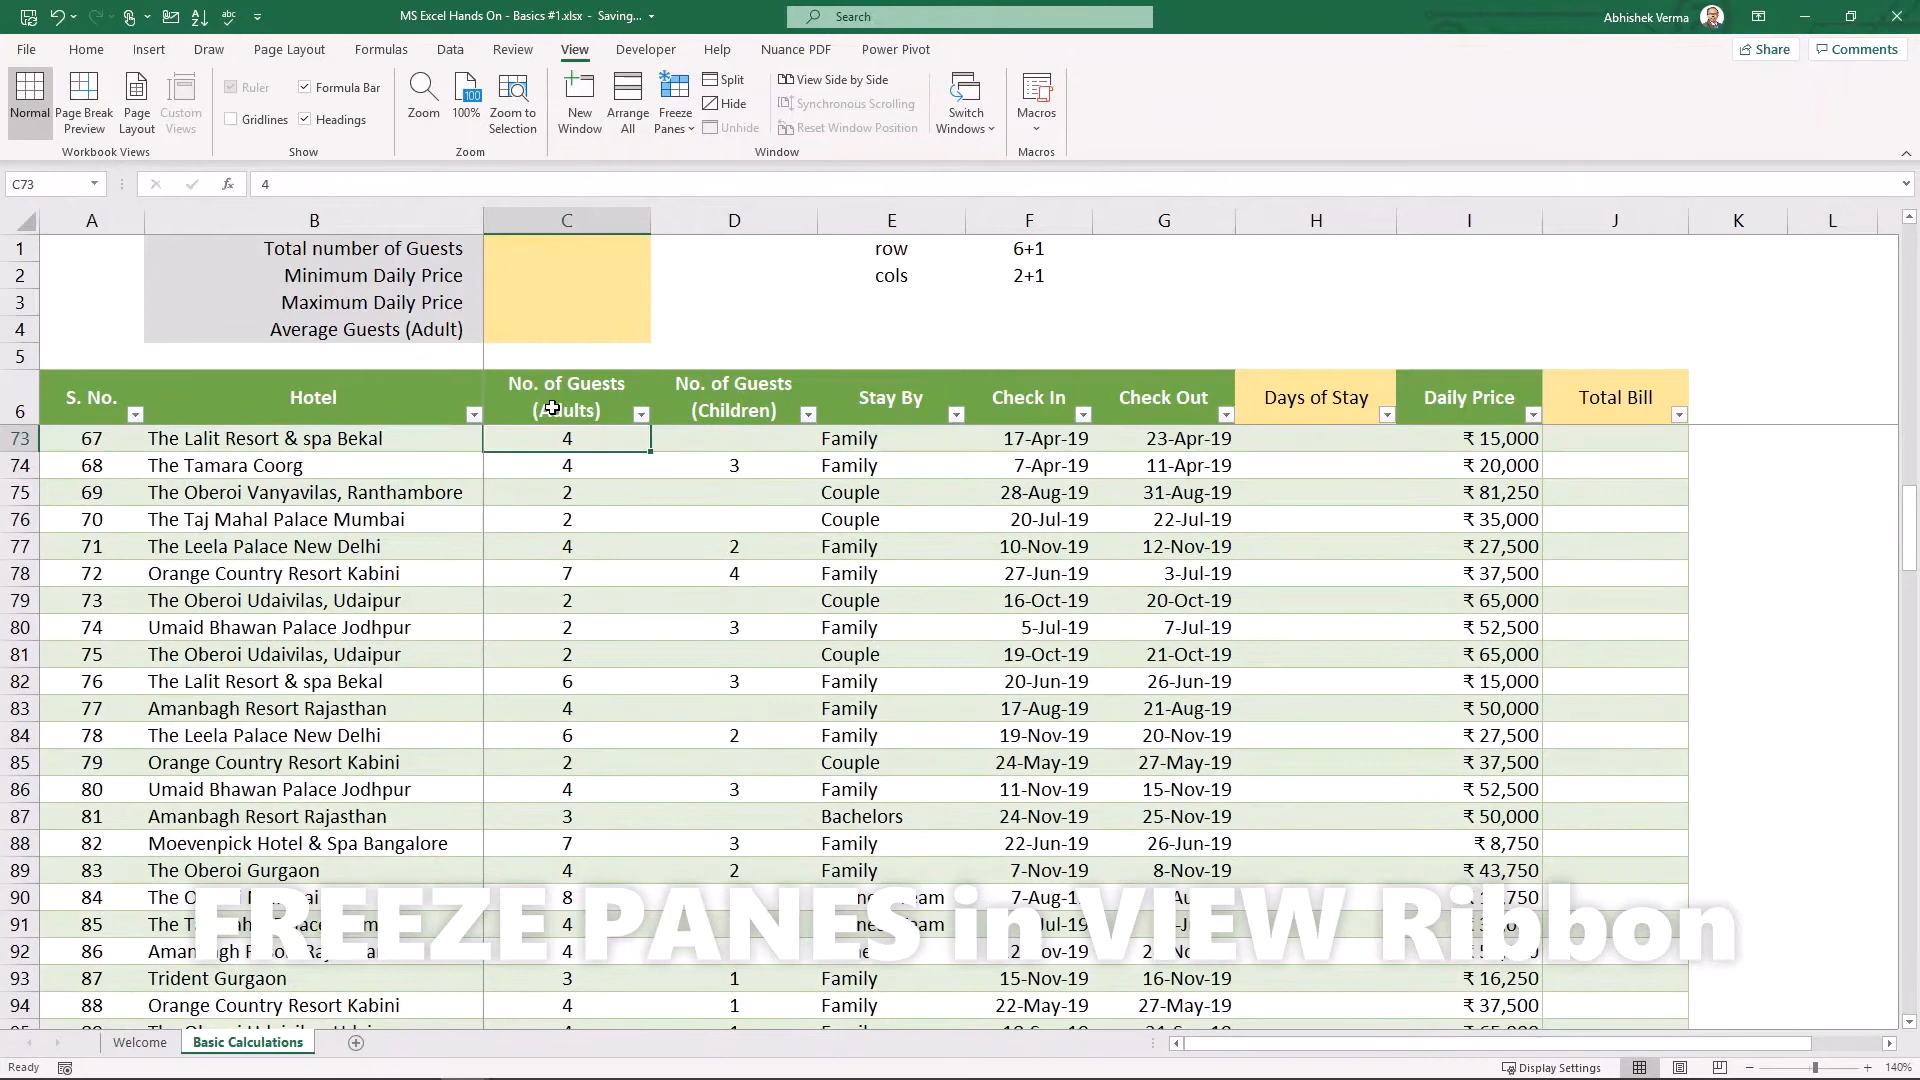 MS Excel Hands On - Basics #1.xlsx - Saving...
Search
Abhishek Verma
File Home Insert Draw Page Layout Formulas Data Review View Developer Help Nuance PDF Power Pivot Share Comments
Normal
Page Break Preview
Page Layout
Custom Views
Workbook Views
Ruler
Formula Bar
Gridlines
Headings
Show
Zoom
100
100%
Zoom to Selection
Zoom
New Window
Arrange All
Freeze Panes
Split
Hide
Unhide
View Side by Side
Synchronous Scrolling
Reset Window Position
Switch Windows
Window
Macros
Macros
C73 fx 4
A B C D E F G H I J K L
1 Total number of Guests row 6+1
2 Minimum Daily Price cols 2+1
3 Maximum Daily Price
4 Average Guests (Adult)
5
6 S. No. Hotel No. of Guests (Adults) No. of Guests (Children) Stay By Check In Check Out Days of Stay Daily Price Total Bill
73 67 The Lalit Resort & spa Bekal 4 Family 17-Apr-19 23-Apr-19 ₹ 15,000
74 68 The Tamara Coorg 4 3 Family 7-Apr-19 11-Apr-19 ₹ 20,000
75 69 The Oberoi Vanyavilas, Ranthambore 2 Couple 28-Aug-19 31-Aug-19 ₹ 81,250
76 70 The Taj Mahal Palace Mumbai 2 Couple 20-Jul-19 22-Jul-19 ₹ 35,000
77 71 The Leela Palace New Delhi 4 2 Family 10-Nov-19 12-Nov-19 ₹ 27,500
78 72 Orange Country Resort Kabini 7 4 Family 27-Jun-19 3-Jul-19 ₹ 37,500
79 73 The Oberoi Udaivilas, Udaipur 2 Couple 16-Oct-19 20-Oct-19 ₹ 65,000
80 74 Umaid Bhawan Palace Jodhpur 2 3 Family 5-Jul-19 7-Jul-19 ₹ 52,500
81 75 The Oberoi Udaivilas, Udaipur 2 Couple 19-Oct-19 21-Oct-19 ₹ 65,000
82 76 The Lalit Resort & spa Bekal 6 3 Family 20-Jun-19 26-Jun-19 ₹ 15,000
83 77 Amanbagh Resort Rajasthan 4 Family 17-Aug-19 21-Aug-19 ₹ 50,000
84 78 The Leela Palace New Delhi 6 2 Family 19-Nov-19 20-Nov-19 ₹ 27,500
85 79 Orange Country Resort Kabini 2 Couple 24-May-19 27-May-19 ₹ 37,500
86 80 Umaid Bhawan Palace Jodhpur 4 3 Family 11-Nov-19 15-Nov-19 ₹ 52,500
87 81 Amanbagh Resort Rajasthan 3 Bachelors 24-Nov-19 25-Nov-19 ₹ 50,000
88 82 Moevenpick Hotel & Spa Bangalore 7 3 Family 22-Jun-19 26-Jun-19 ₹ 8,750
89 83 The Oberoi Gurgaon 4 2 Family 7-Nov-19 8-Nov-19 ₹ 43,750
90 84 The 8
91 85 The 4
92 86 4
FREEZE PANES in VIEW Ribbon
93 87 Trident Gurgaon 3 1 Family 15-Nov-19 16-Nov-19 ₹ 16,250
94 88 Orange Country Resort Kabini 4 1 Family 22-May-19 27-May-19 ₹ 37,500
Welcome Basic Calculations
Ready Display Settings 140%